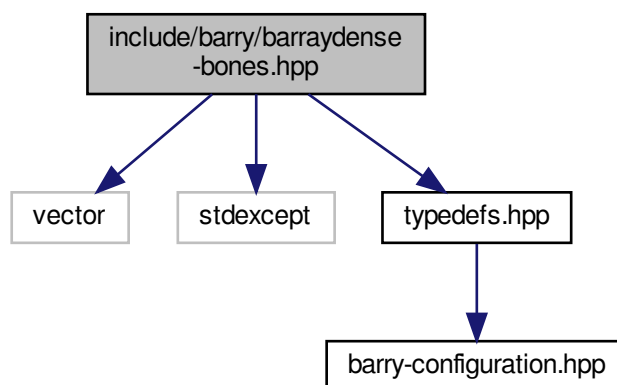 include/barry/barraydense
-bones.hpp
vector
stdexcept
typedefs.hpp
barry-configuration.hpp